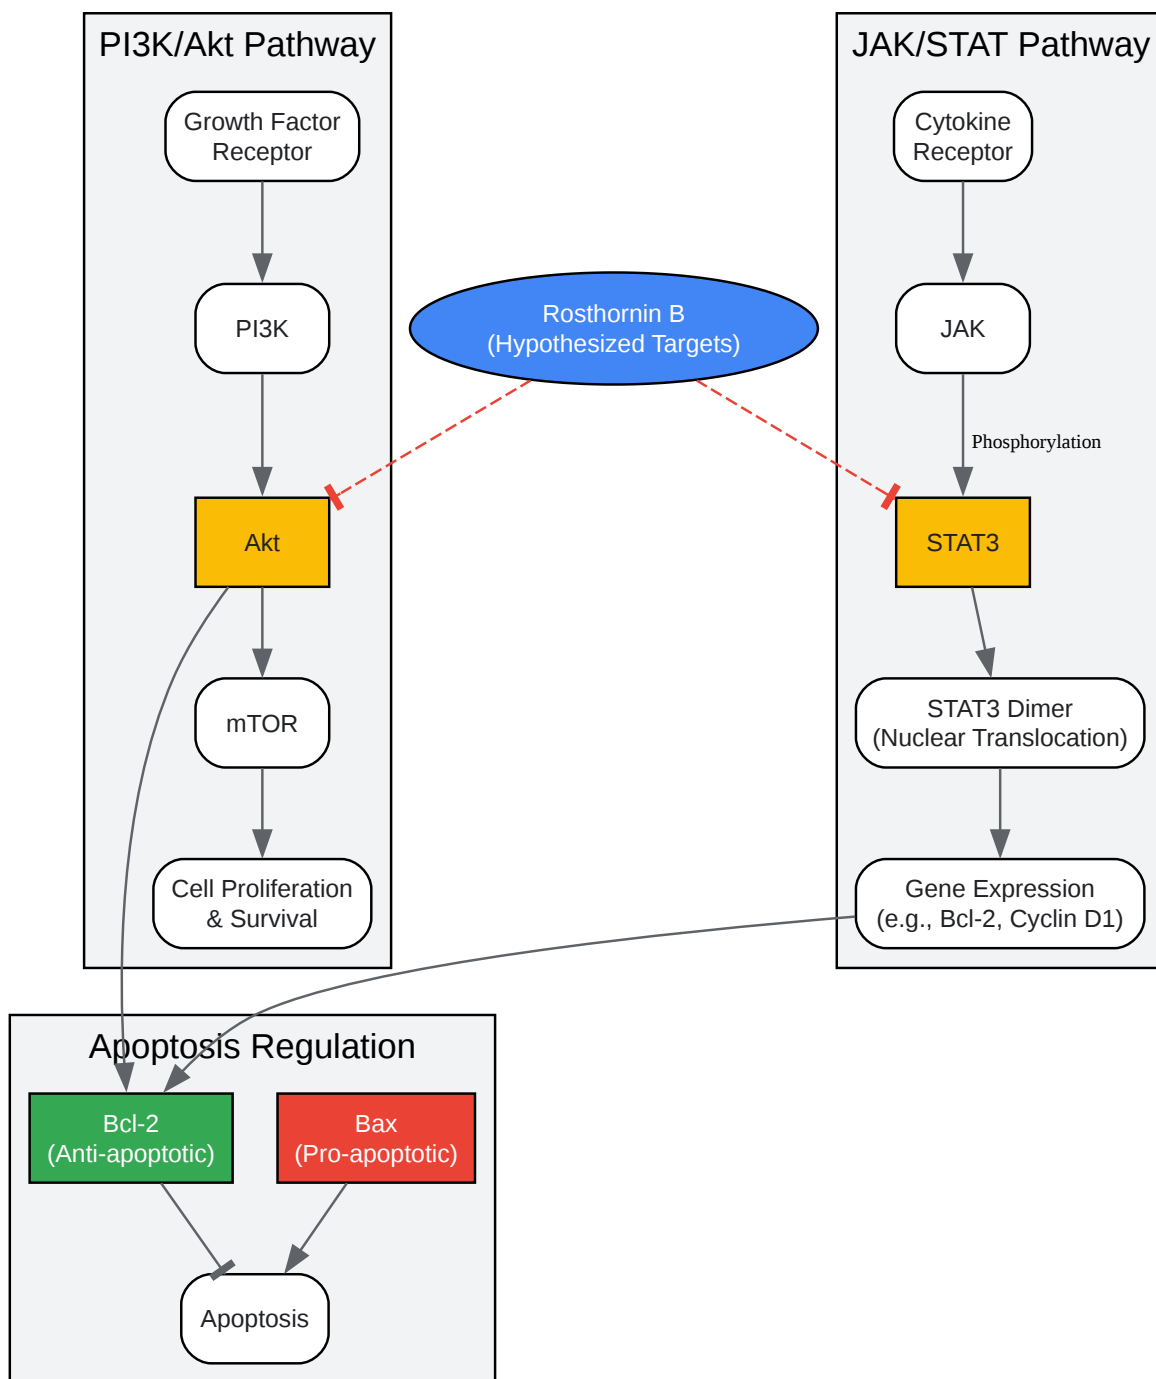 PI3K/Akt Pathway
Growth Factor
Receptor
PI3K
Akt
mTOR
Cell Proliferation
& Survival
Rosthornin B
(Hypothesized Targets)
JAK/STAT Pathway
Cytokine
Receptor
JAK
Phosphorylation
STAT3
STAT3 Dimer
(Nuclear Translocation)
Gene Expression
(e.g., Bcl-2, Cyclin D1)
Apoptosis Regulation
Bcl-2
(Anti-apoptotic)
Bax
(Pro-apoptotic)
Apoptosis